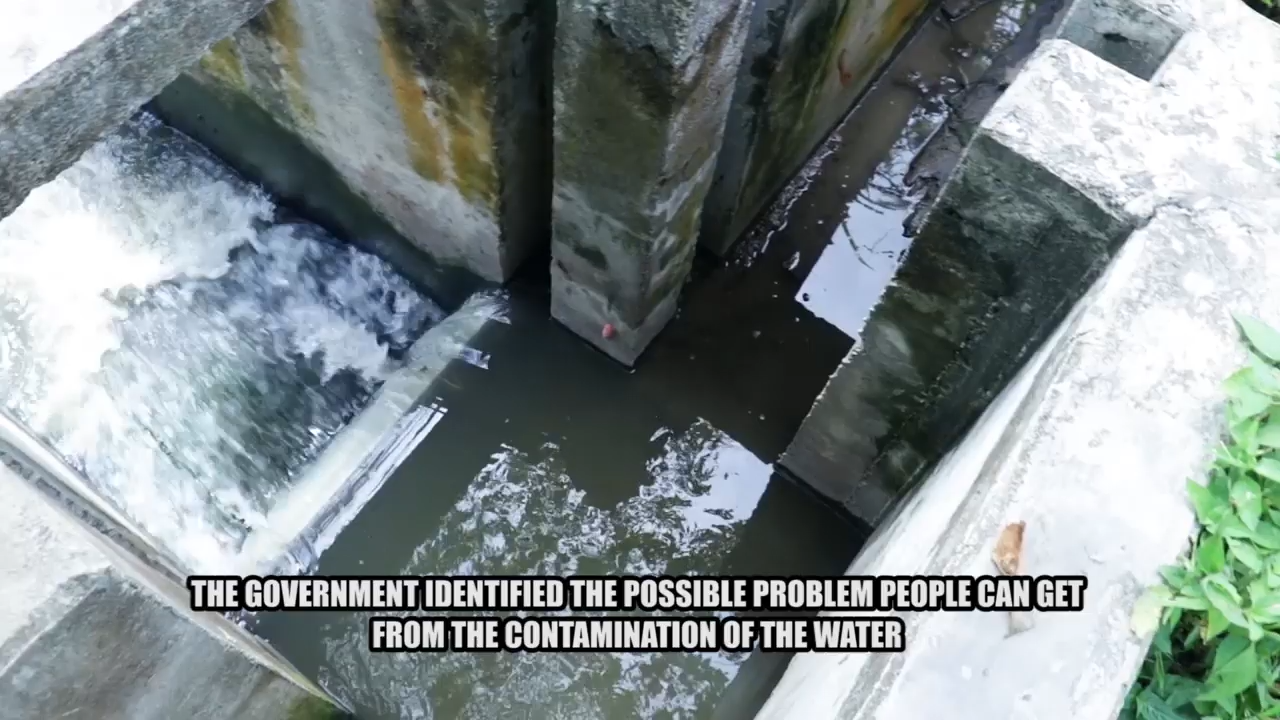 THE GOVERNMENT IDENTIFIED THE POSSIBLE PROBLEM PEOPLE CAN GET
FROM THE CONTAMINATION OF THE WATER